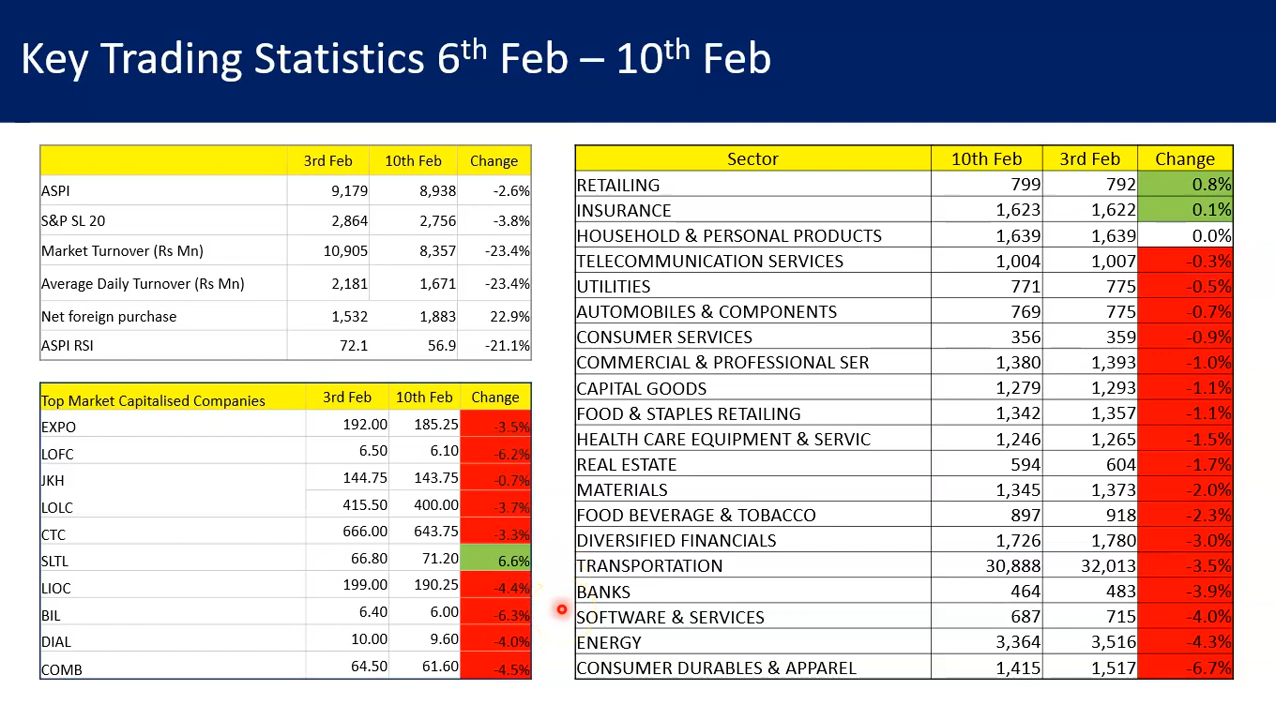 Key Trading Statistics 6th Feb – 10th Feb
3rd Feb 10th Feb Change
ASPI 9,179 8,938 -2.6%
S&P SL 20 2,864 2,756 -3.8%
Market Turnover (Rs Mn) 10,905 8,357 -23.4%
Average Daily Turnover (Rs Mn) 2,181 1,671 -23.4%
Net foreign purchase 1,532 1,883 22.9%
ASPI RSI 72.1 56.9 -21.1%
Top Market Capitalised Companies 3rd Feb 10th Feb Change
EXPO 192.00 185.25 -3.5%
LOFC 6.50 6.10 -6.2%
JKH 144.75 143.75 -0.7%
LOLC 415.50 400.00 -3.7%
CTC 666.00 643.75 -3.3%
SLTL 66.80 71.20 6.6%
LIOC 199.00 190.25 -4.4%
BIL 6.40 6.00 -6.3%
DIAL 10.00 9.60 -4.0%
COMB 64.50 61.60 -4.5%
Sector 10th Feb 3rd Feb Change
RETAILING 799 792 0.8%
INSURANCE 1,623 1,622 0.1%
HOUSEHOLD & PERSONAL PRODUCTS 1,639 1,639 0.0%
TELECOMMUNICATION SERVICES 1,004 1,007 -0.3%
UTILITIES 771 775 -0.5%
AUTOMOBILES & COMPONENTS 769 775 -0.7%
CONSUMER SERVICES 356 359 -0.9%
COMMERCIAL & PROFESSIONAL SER 1,380 1,393 -1.0%
CAPITAL GOODS 1,279 1,293 -1.1%
FOOD & STAPLES RETAILING 1,342 1,357 -1.1%
HEALTH CARE EQUIPMENT & SERVIC 1,246 1,265 -1.5%
REAL ESTATE 594 604 -1.7%
MATERIALS 1,345 1,373 -2.0%
FOOD BEVERAGE & TOBACCO 897 918 -2.3%
DIVERSIFIED FINANCIALS 1,726 1,780 -3.0%
TRANSPORTATION 30,888 32,013 -3.5%
BANKS 464 483 -3.9%
SOFTWARE & SERVICES 687 715 -4.0%
ENERGY 3,364 3,516 -4.3%
CONSUMER DURABLES & APPAREL 1,415 1,517 -6.7%